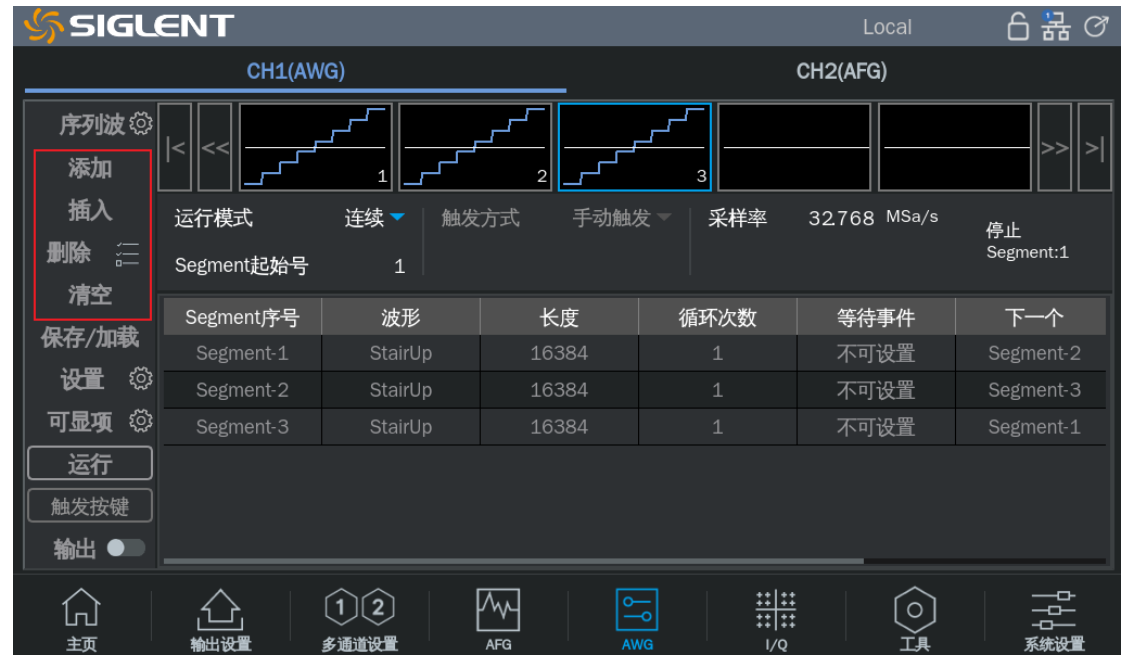 SIGLENT Local 1
CH1(AWG) CH2(AFG)
序列波 |< << 1 2 3 >> >|
添加
插入
删除
清空
保存/加载
设置
可显项
运行
触发按键
输出
运行模式 连续 触发方式 手动触发 采样率 32.768 MSa/s
Segment起始号 1
停止
Segment:1
Segment序号 波形 长度 循环次数 等待事件 下一个
Segment-1 StairUp 16384 1 不可设置 Segment-2
Segment-2 StairUp 16384 1 不可设置 Segment-3
Segment-3 StairUp 16384 1 不可设置 Segment-1
1 2
主页 输出设置 多通道设置 AFG AWG I/Q 工具 系统设置